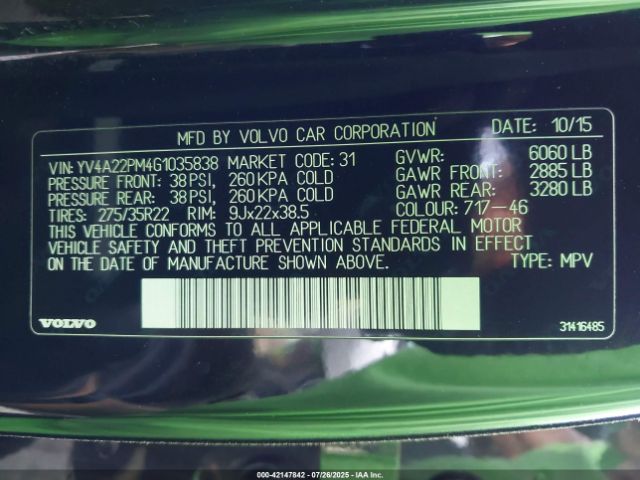 MFD BY VOLVO CAR CORPORATION DATE: 10/15
VIN: YV4A22PM4G1035838 MARKET CODE: 31 GVWR: 6060 LB
PRESSURE FRONT: 38 PSI, 260 KPA COLD GAWR FRONT: 2885 LB
PRESSURE REAR: 38 PSI, 260 KPA COLD GAWR REAR: 3280 LB
TIRES: 275/35R22 RIM: 9Jx22x38.5 COLOUR: 717-46
THIS VEHICLE CONFORMS TO ALL APPLICABLE FEDERAL MOTOR
VEHICLE SAFETY AND THEFT PREVENTION STANDARDS IN EFFECT
ON THE DATE OF MANUFACTURE SHOWN ABOVE. TYPE: MPV
VOLVO 31416485
000-42147842 / 07/26/2025 - IAA Inc.